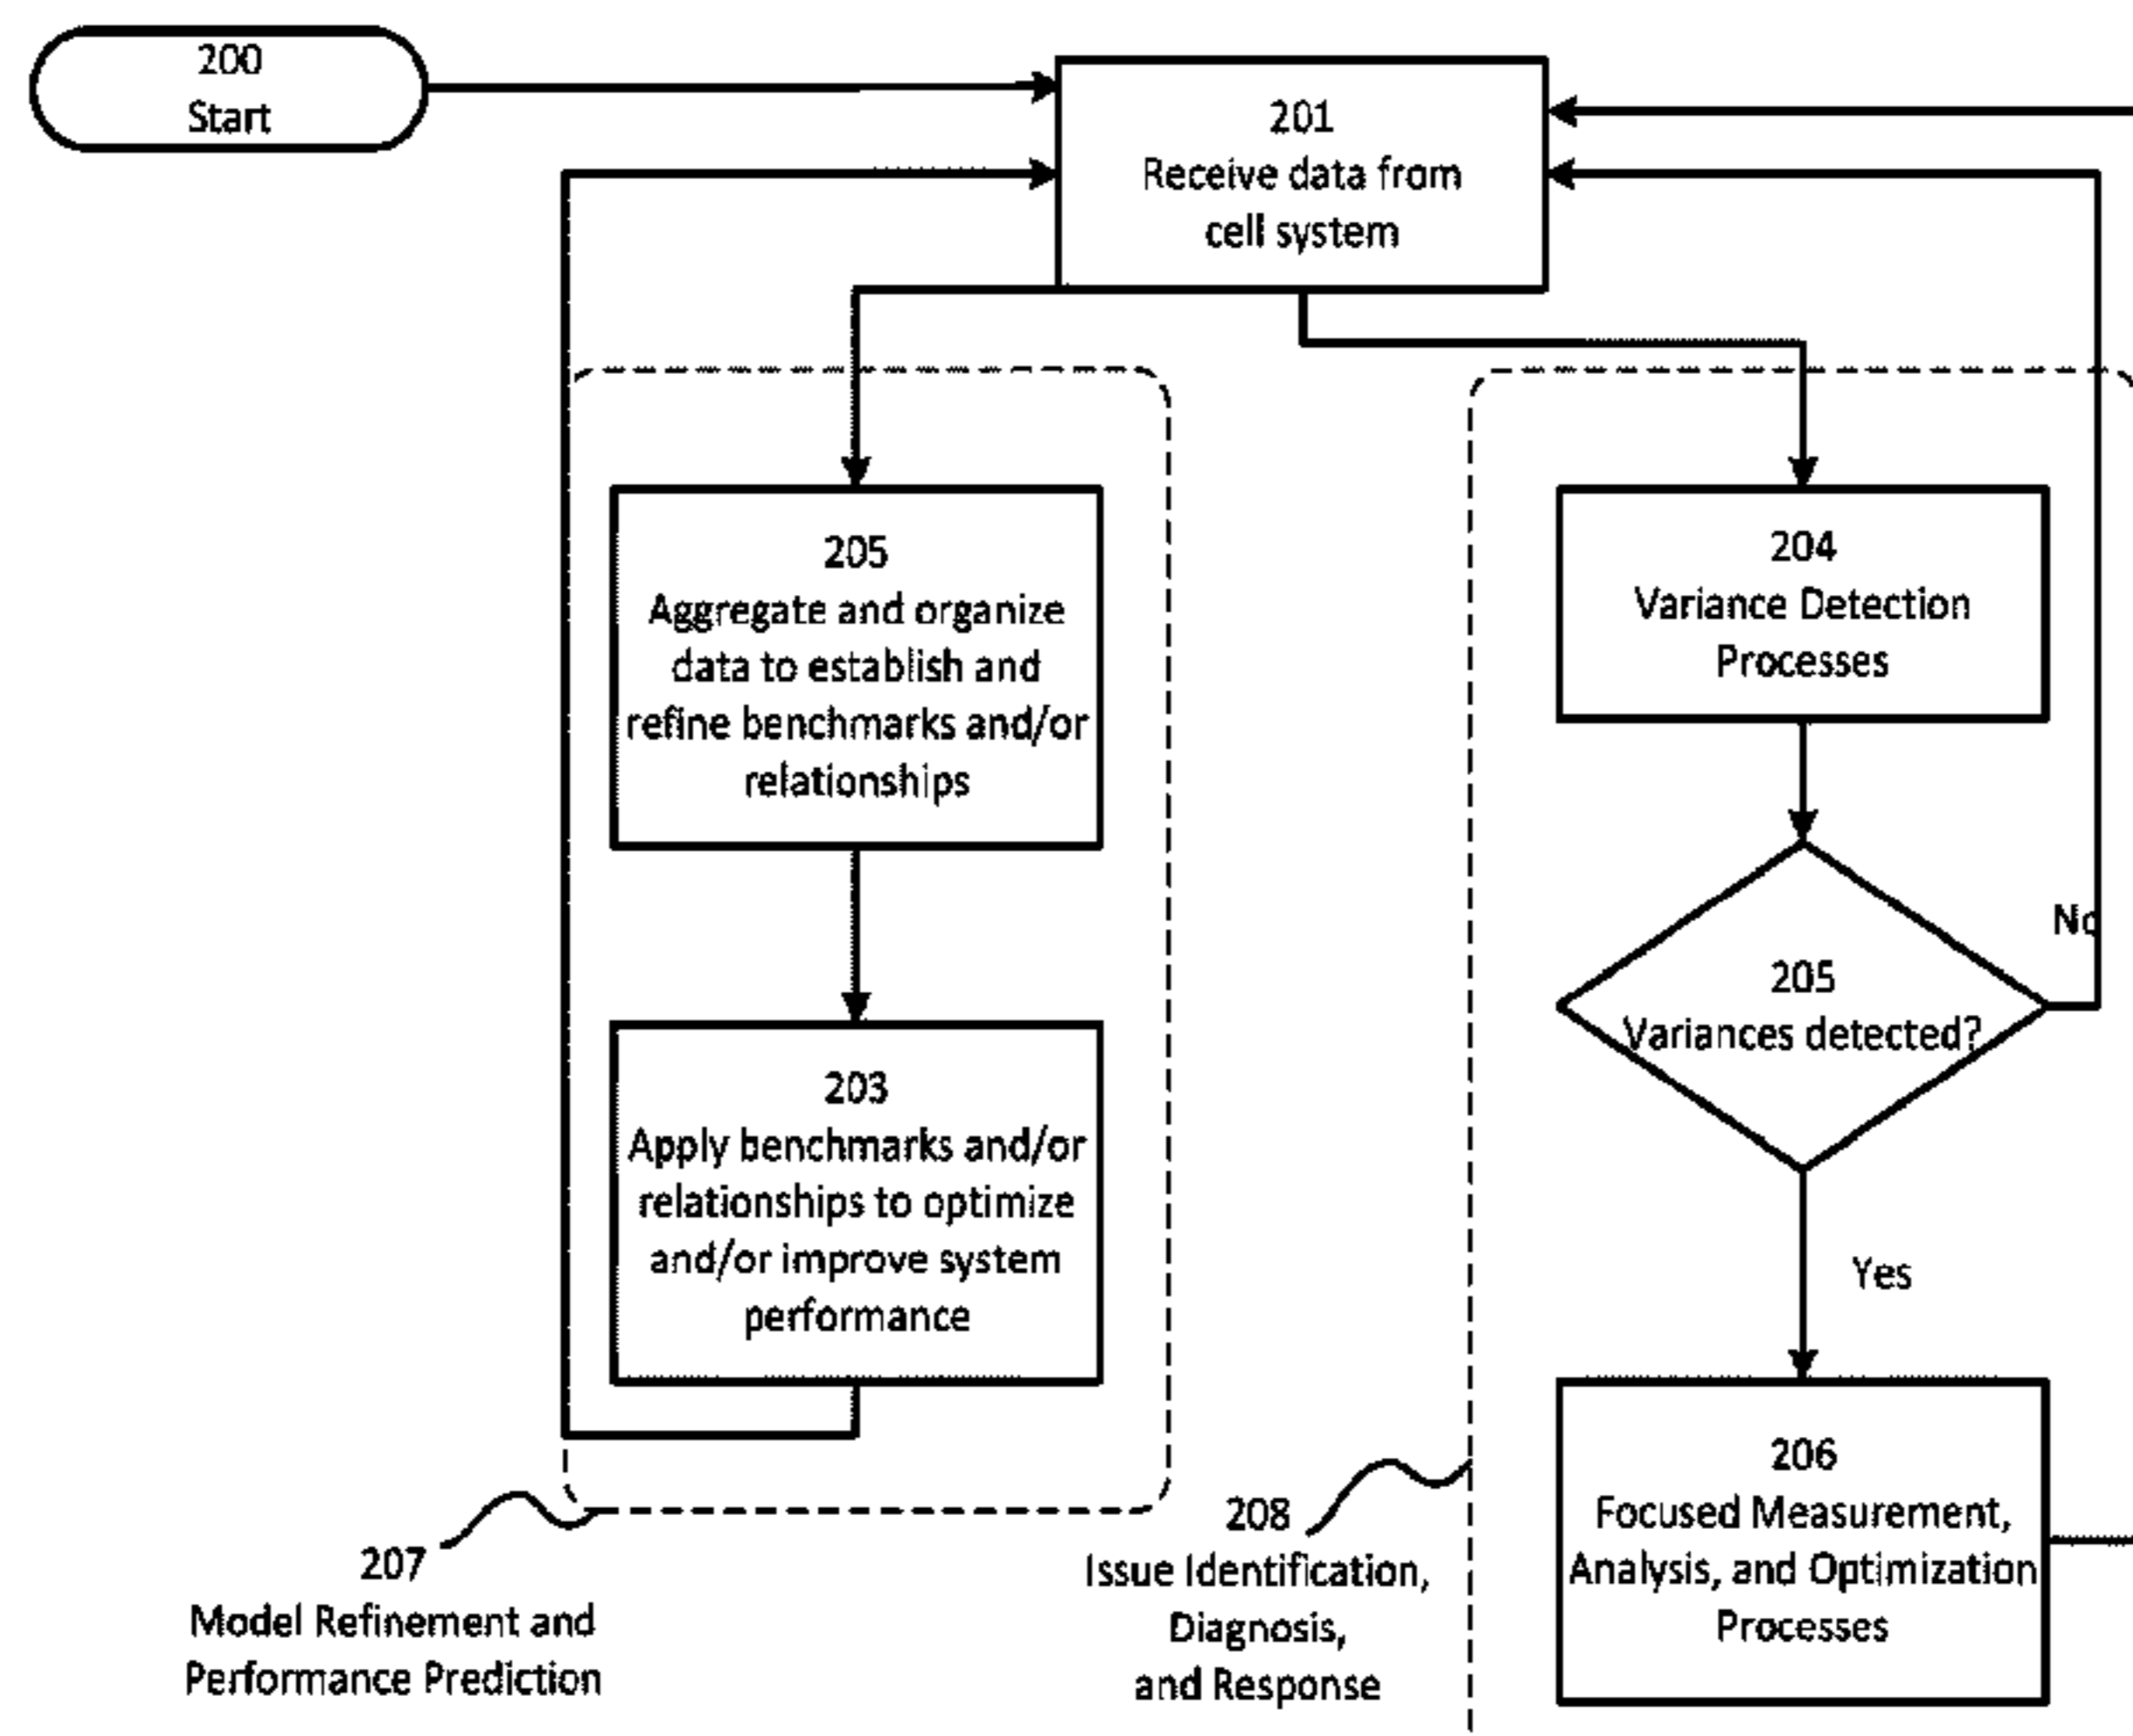 200
Start
201
Receive data from
cell system
205
Aggregate and organize
data to establish and
refine benchmarks and/or
relationships
203
Apply benchmarks and/or
relationships to optimize
and/or improve system
performance
207
Model Refinement and
Performance Prediction
204
Variance Detection
Processes
No
205
Variances detected?
Yes
206
Focused Measurement,
Analysis, and Optimization
Processes
208
Issue Identification,
Diagnosis,
and Response